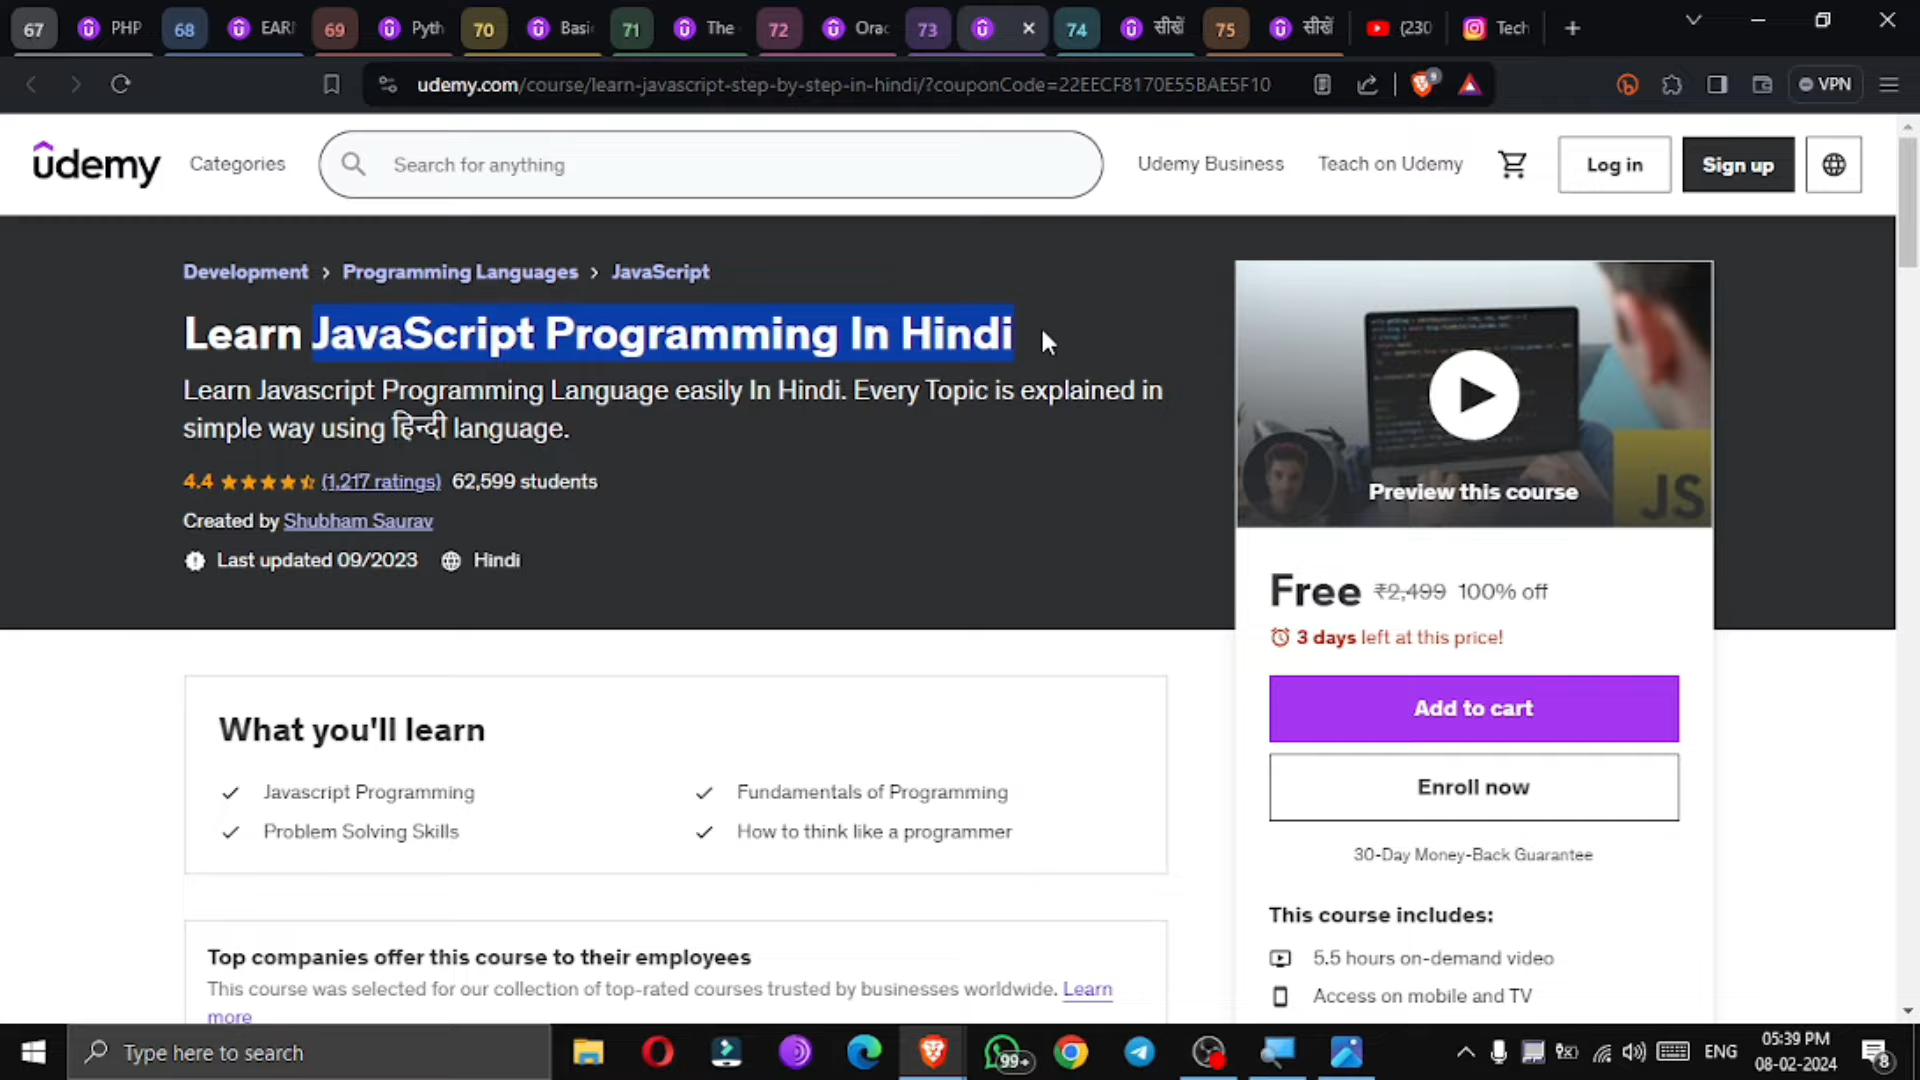 67 PHP 68 EAR 69 Pyth 70 Basi 71 The 72 Orac 73 74 सीखें 75 सीखें (230 Tech
udemy.com/course/learn-javascript-step-by-step-in-hindi/?couponCode=22EECF8170E55BAE5F10 9 VPN
udemy Categories Search for anything Udemy Business Teach on Udemy Log in Sign up
Development > Programming Languages > JavaScript
Learn JavaScript Programming In Hindi
Learn Javascript Programming Language easily In Hindi. Every Topic is explained in
simple way using हिन्दी language.
4.4 (1,217 ratings) 62,599 students
Created by Shubham Saurav
Last updated 09/2023 Hindi
JS
Preview this course
Free ₹2,499 100% off
3 days left at this price!
Add to cart
Enroll now
30-Day Money-Back Guarantee
This course includes:
5.5 hours on-demand video
Access on mobile and TV
What you'll learn
Javascript Programming
Fundamentals of Programming
Problem Solving Skills
How to think like a programmer
Top companies offer this course to their employees
This course was selected for our collection of top-rated courses trusted by businesses worldwide. Learn
more
Type here to search 99+ ENG 05:39 PM
08-02-2024 8